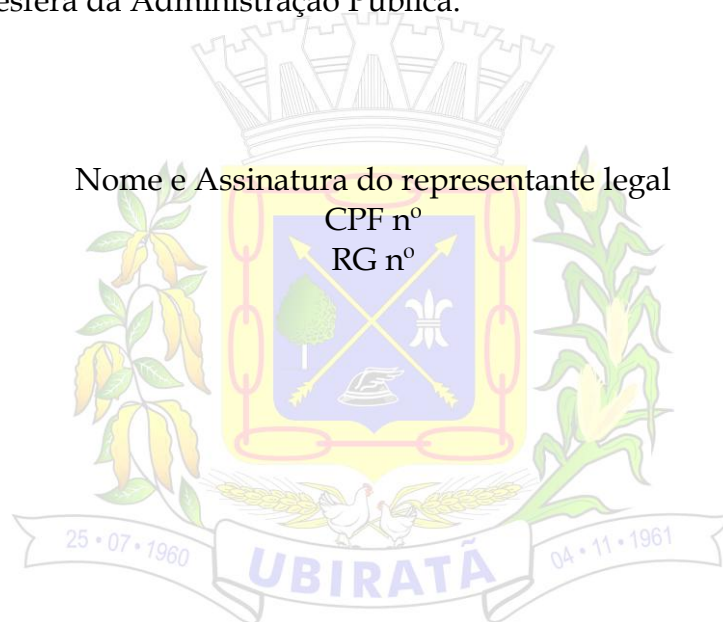 esfera da Administração Pública.
Nome e Assinatura do representante legal
CPF nº
RG nº
25 • 07 • 1960
UBIRATÃ
04 • 11 • 1961